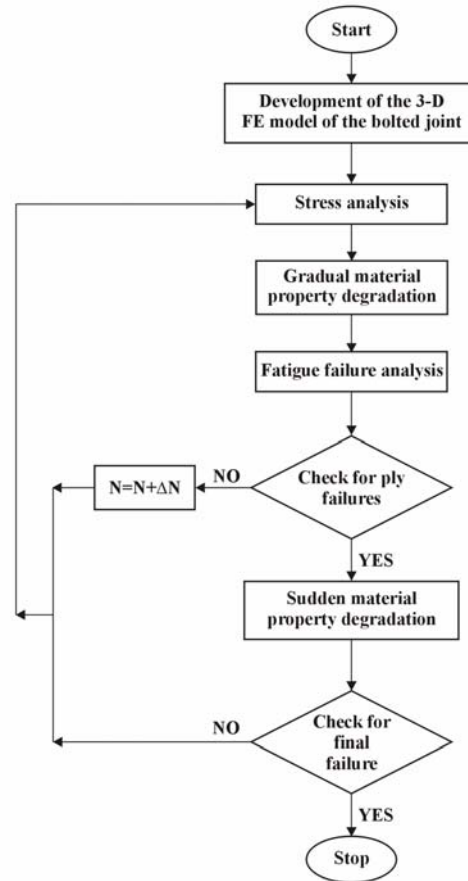 Start
Development of the 3-D
FE model of the bolted joint
Stress analysis
Gradual material
property degradation
Fatigue failure analysis
Check for ply
failures
NO
N=N+ΔN
YES
Sudden material
property degradation
Check for
final
failure
NO
YES
Stop